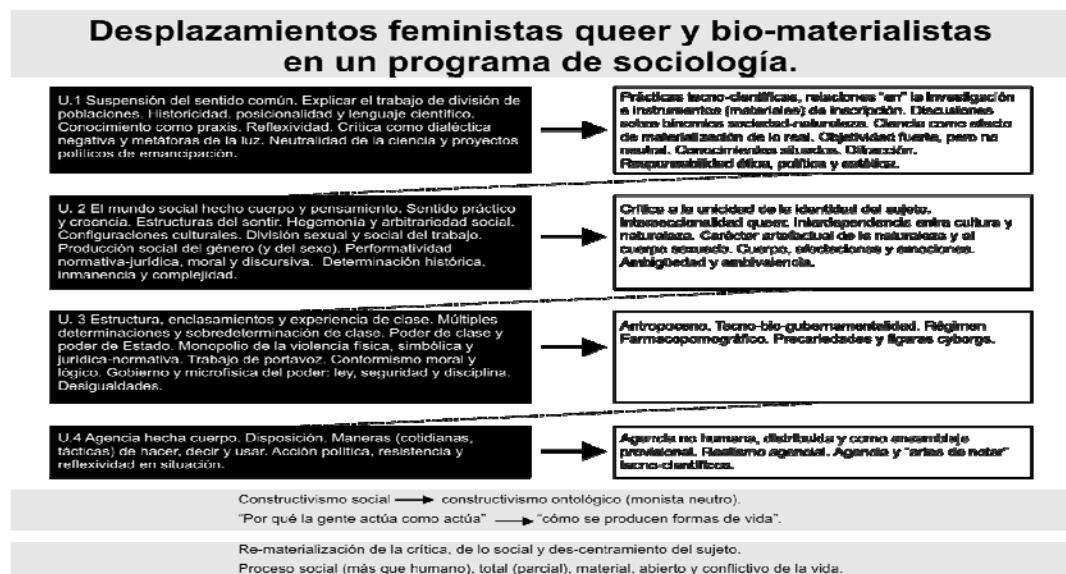 Desplazamientos feministas queer y bio-materialistas
en un programa de sociología.
U.1 Suspensión del sentido común. Explicar el trabajo de división de
poblaciones. Historicidad, posicionalidad y lenguaje científico.
Conocimiento como praxis. Reflexividad. Crítica como dialéctica
negativa y metáforas de la luz. Neutralidad de la ciencia y proyectos
políticos de emancipación.
Prácticas tecno-científicas, relaciones "en" la investigación
e instrumentos (materiales) de inscripción. Discusiones
sobre binomios sociedad-naturaleza. Ciencia como efecto
de materialización de lo real. Objetividad fuerte, pero no
neutral. Conocimientos situados. Difracción.
Responsabilidad ética, política y estética.
U. 2 El mundo social hecho cuerpo y pensamiento. Sentido práctico
y creencia. Estructuras del sentir. Hegemonía y arbitrariedad social.
Configuraciones culturales. División sexual y social del trabajo.
Producción social del género (y del sexo). Performatividad
normativa-jurídica, moral y discursiva. Determinación histórica,
inmanencia y complejidad.
Crítica a la unicidad de la identidad del sujeto.
Interseccionalidad queer. Interdependencia entre cultura y
naturaleza. Carácter artefactual de la naturaleza y el
cuerpo sexuado. Cuerpo, afectaciones y emociones.
Ambigüedad y ambivalencia.
U. 3 Estructura, enclasamientos y experiencia de clase. Múltiples
determinaciones y sobredeterminación de clase. Poder de clase y
poder de Estado. Monopolio de la violencia física, simbólica y
jurídica-normativa. Trabajo de portavoz. Conformismo moral y
lógico. Gobierno y microfísica del poder: ley, seguridad y disciplina.
Desigualdades.
Antropoceno. Tecno-bio-gubernamentalidad. Régimen
Farmacopornográfico. Precariedades y figuras cyborgs.
U.4 Agencia hecha cuerpo. Disposición. Maneras (cotidianas,
tácticas) de hacer, decir y usar. Acción política, resistencia y
reflexividad en situación.
Agencia no humana, distribuida y como ensamblaje
provisional. Realismo agencial. Agencia y "artes de notar"
tecno-científicos.
Constructivismo social → constructivismo ontológico (monista neutro).
"Por qué la gente actúa como actúa" → "cómo se producen formas de vida".
Re-materialización de la crítica, de lo social y des-centramiento del sujeto.
Proceso social (más que humano), total (parcial), material, abierto y conflictivo de la vida.